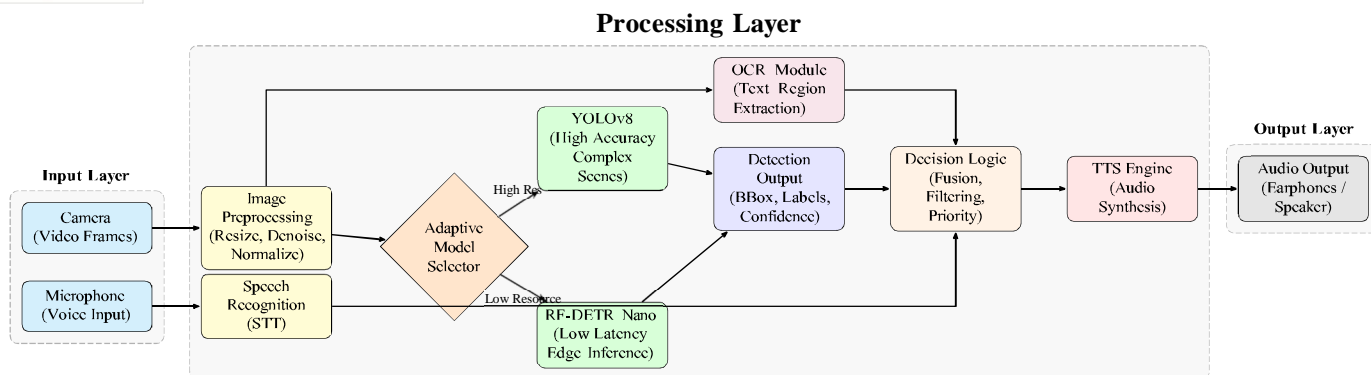 Processing Layer
Input Layer
Camera
(Video Frames)
Microphone
(Voice Input)
Image
Preprocessing
(Resize, Denoise,
Normalize)
Speech
Recognition
(STT)
Adaptive
Model
Selector
High Res
Low Resource
YOLOv8
(High Accuracy
Complex
Scenes)
RF-DETR Nano
(Low Latency
Edge Inference)
OCR Module
(Text Region
Extraction)
Detection
Output
(BBox, Labels,
Confidence)
Decision Logic
(Fusion,
Filtering,
Priority)
TTS Engine
(Audio
Synthesis)
Output Layer
Audio Output
(Earphones /
Speaker)